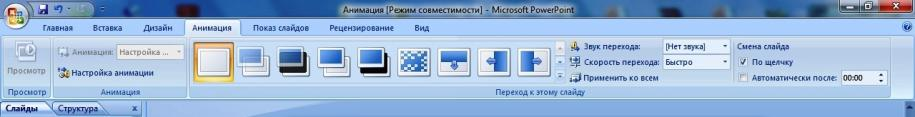 Анимация [Режим совместимости] - Microsoft PowerPoint
Главная Вставка Дизайн Анимация Показ слайдов Рецензирование Вид
Просмотр
Анимация: Настройка ...
Настройка анимации
Звук перехода: [Нет звука]
Скорость перехода: Быстро
Применить ко всем
Смена слайда
По щелчку
Автоматически после: 00:00
Просмотр Анимация Переход к этому слайду
Слайды Структура x